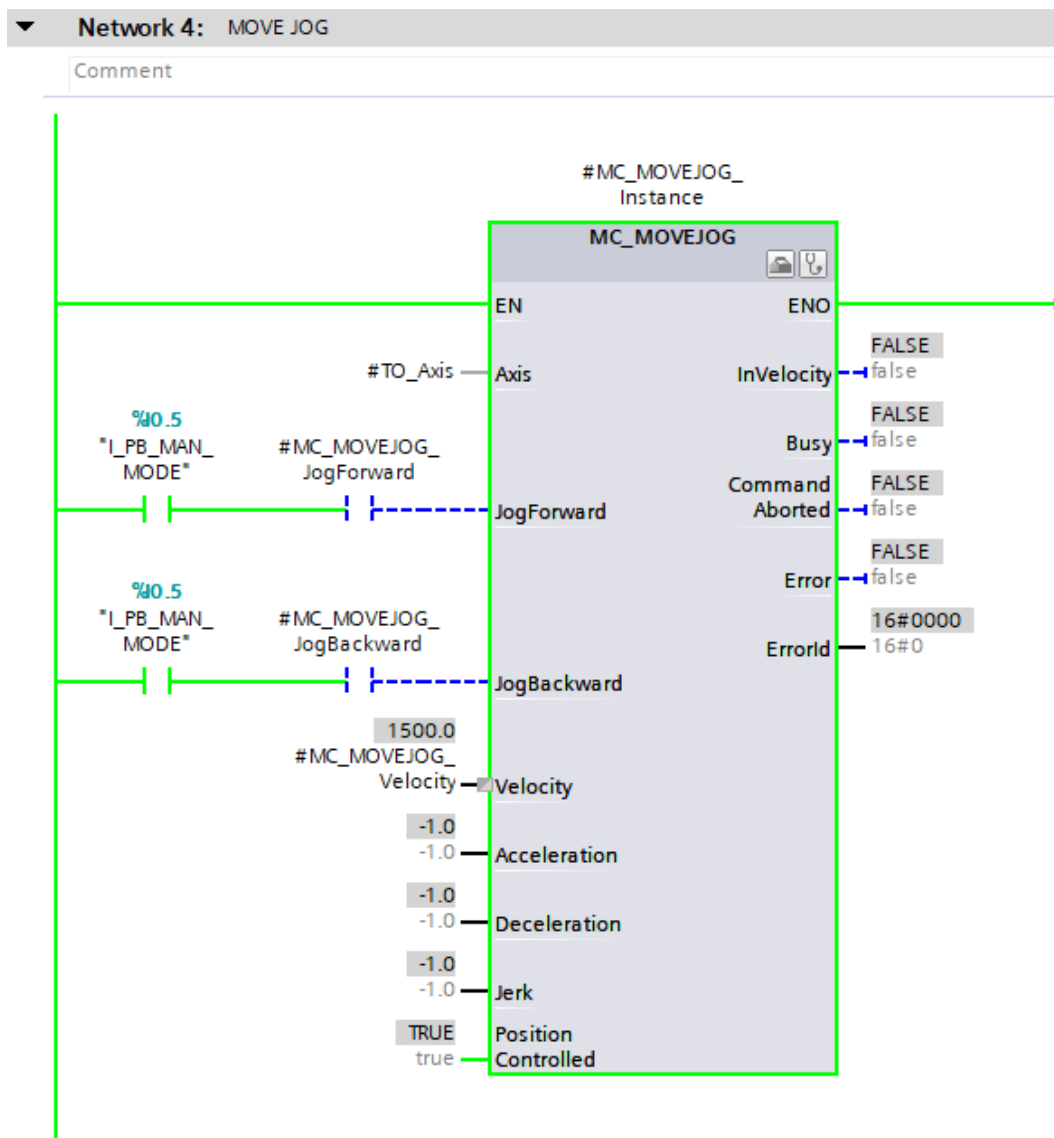 Network 4: MOVE JOG
Comment
#MC_MOVEJOG_
Instance
MC_MOVEJOG
EN ENO
#TO_Axis Axis
FALSE
InVelocity false
%I0.5
"I_PB_MAN_
MODE"
#MC_MOVEJOG_
JogForward
JogForward
FALSE
Busy false
Command
Aborted
FALSE
false
%I0.5
"I_PB_MAN_
MODE"
#MC_MOVEJOG_
JogBackward
JogBackward
FALSE
Error false
16#0000
ErrorId 16#0
1500.0
#MC_MOVEJOG_
Velocity Velocity
-1.0
-1.0 Acceleration
-1.0
-1.0 Deceleration
-1.0
-1.0 Jerk
TRUE
true
Position
Controlled